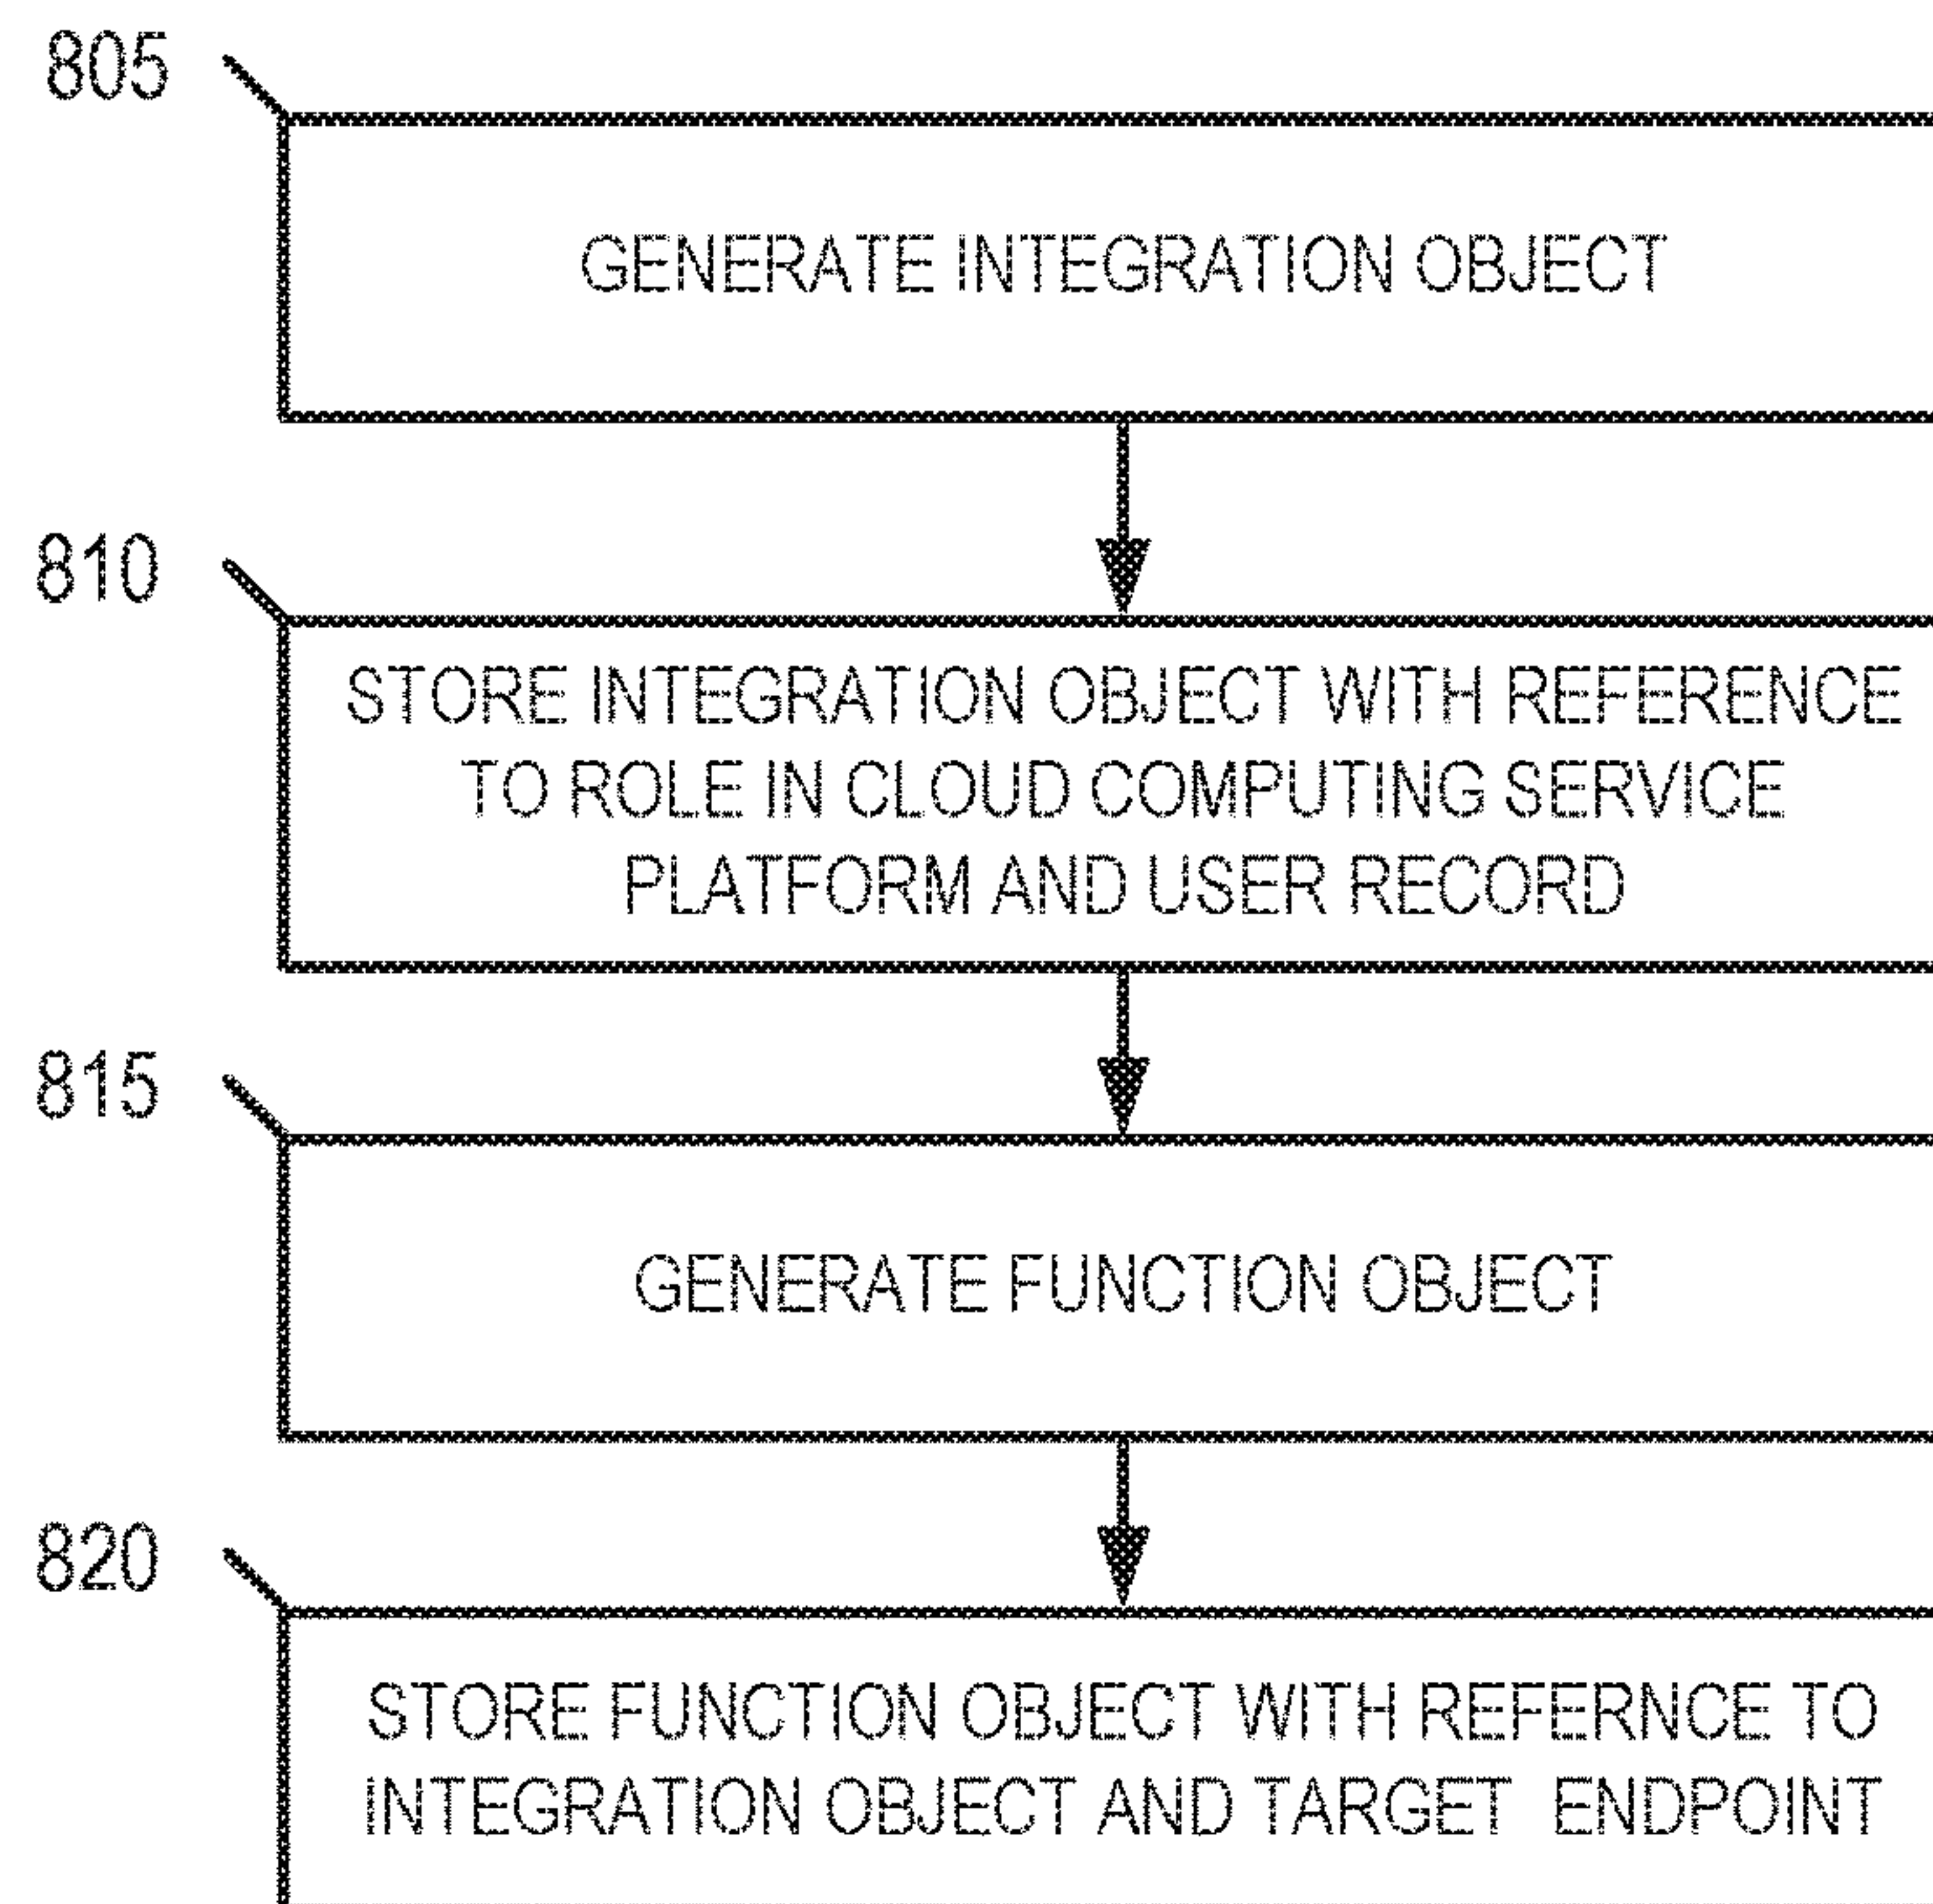 805
GENERATE INTEGRATION OBJECT
810
STORE INTEGRATION OBJECT WITH REFERENCE
TO ROLE IN CLOUD COMPUTING SERVICE
PLATFORM AND USER RECORD
815
GENERATE FUNCTION OBJECT
820
STORE FUNCTION OBJECT WITH REFERNCE TO
INTEGRATION OBJECT AND TARGET ENDPOINT